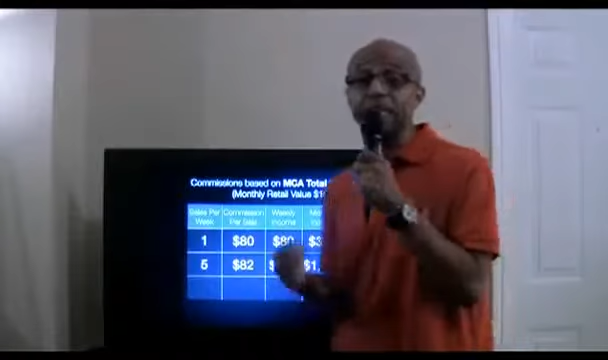 Commissions based on MCA Total
(Monthly Retail Value
Sales Per Week Commission Per Sale Weekly Income
1 $80 $80
5 $82